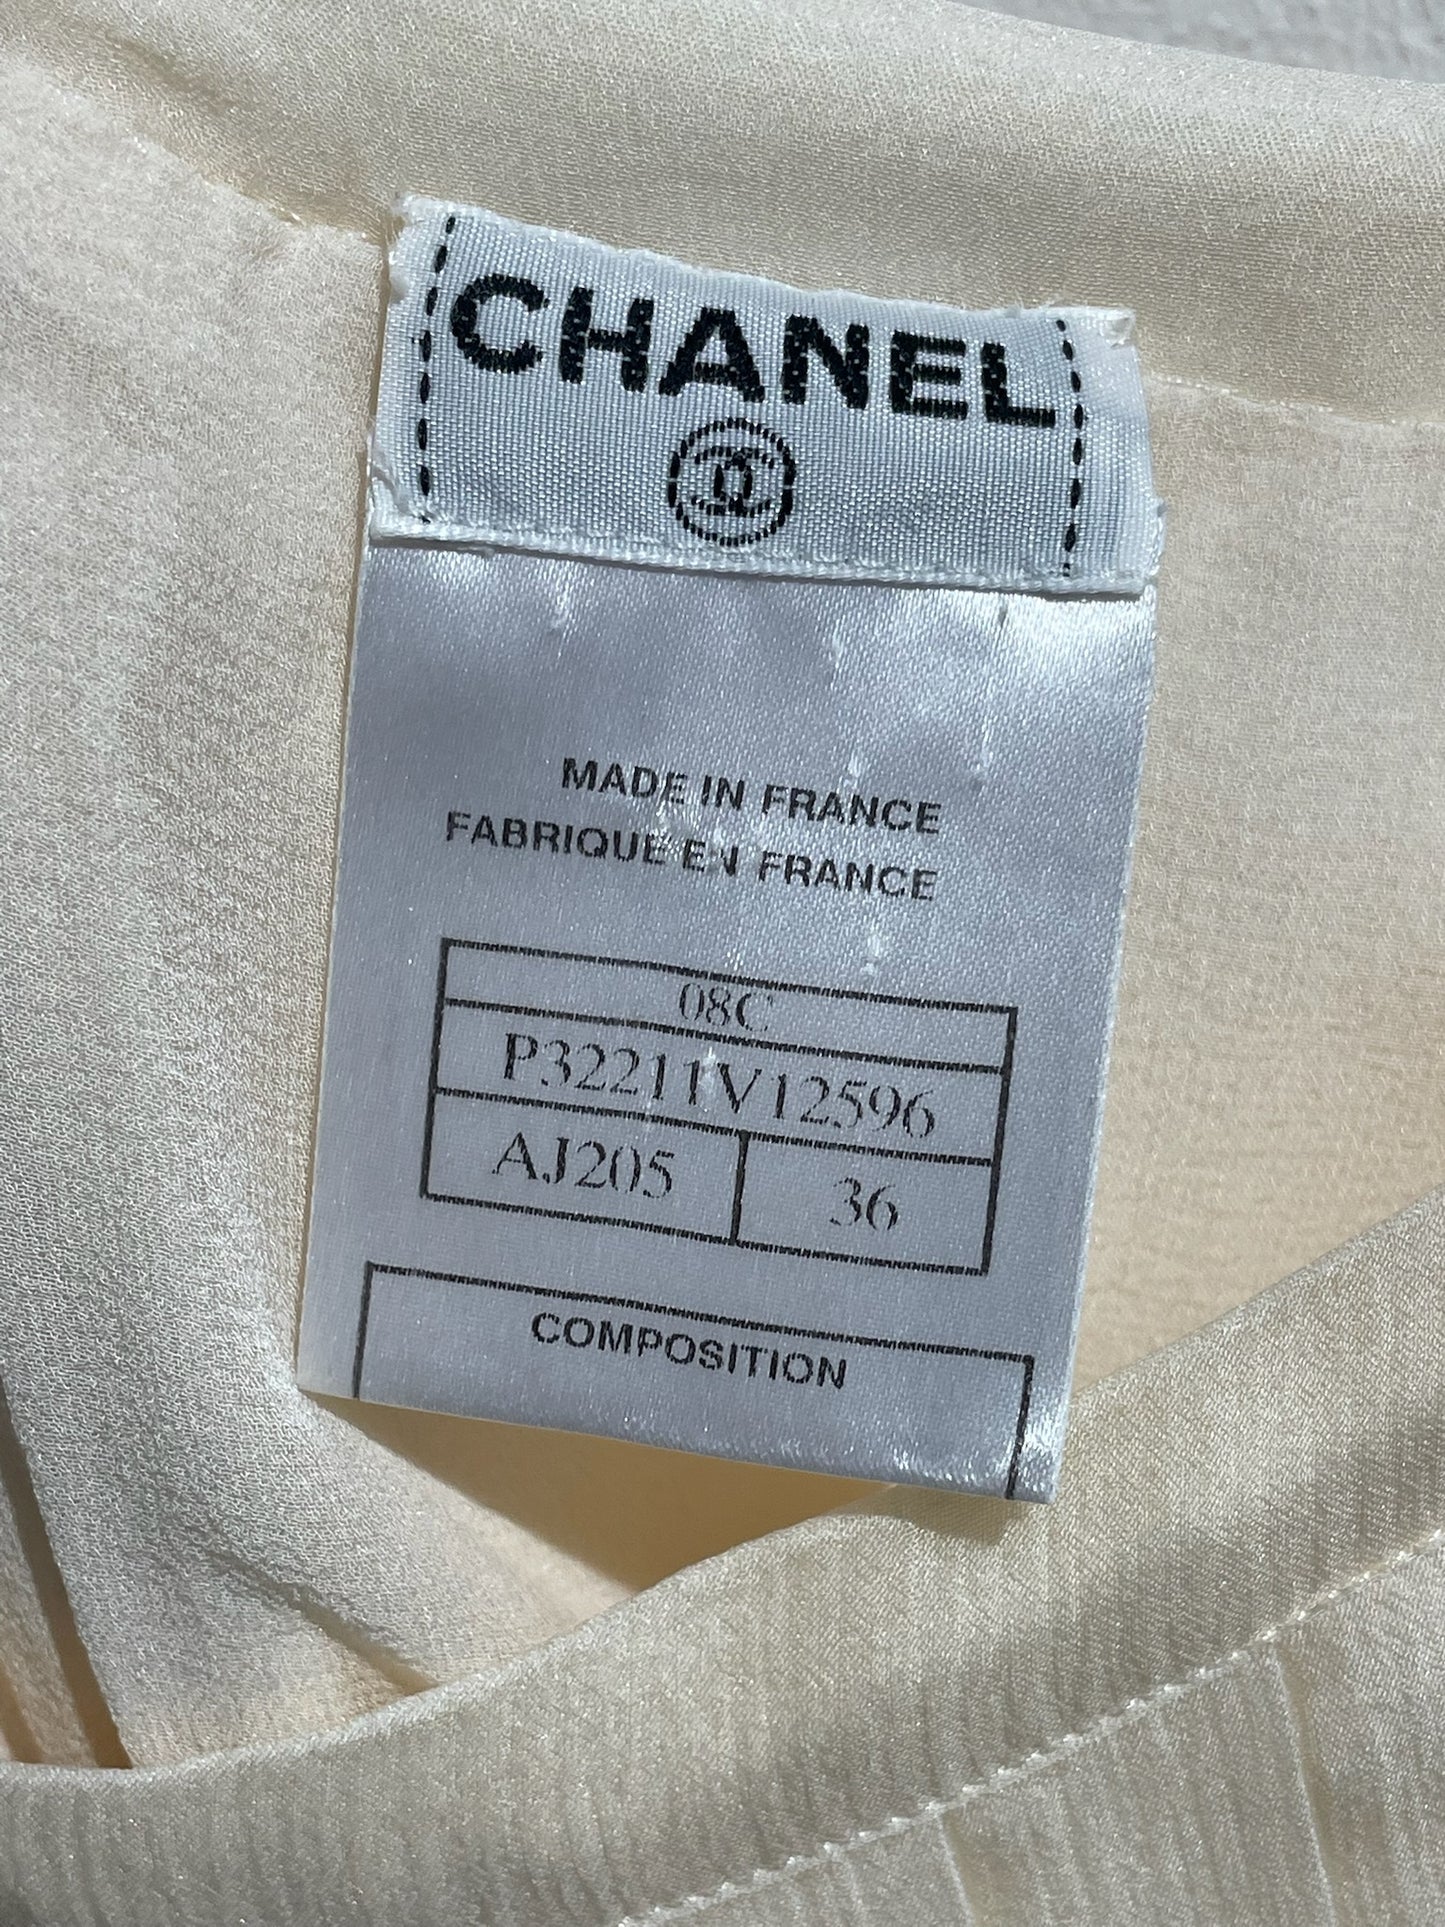 CHANEL
MADE IN FRANCE
FABRIQUE EN FRANCE
08C
P32211V12596
AJ205 36
COMPOSITION